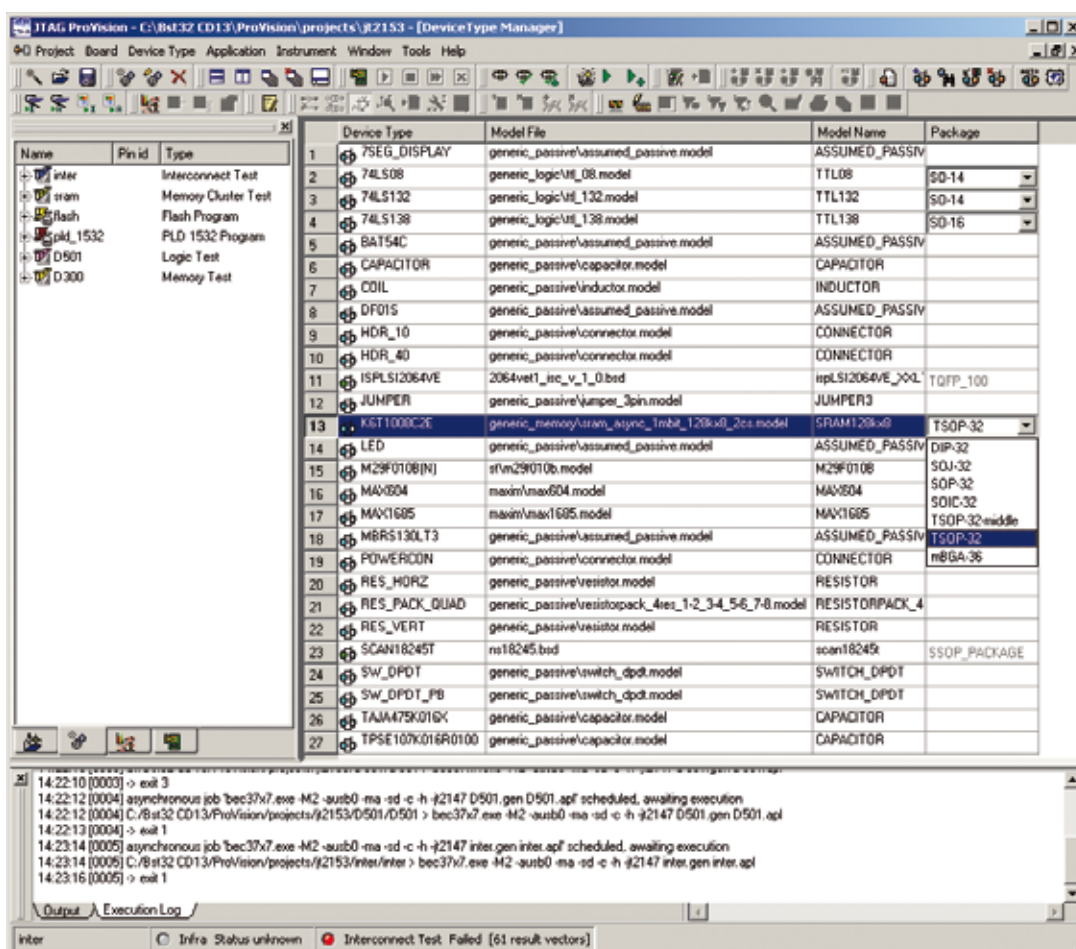 JTAG ProVision - C:\Bst32 CD13\ProVision\projects\jt2153 - [DeviceType Manager]
Project Board Device Type Application Instrument Window Tools Help
Name Pin id Type
inter Interconnect Test
sram Memory Cluster Test
flash Flash Program
pld_1532 PLD 1532 Program
D501 Logic Test
D300 Memory Test
Device Type Model File Model Name Package
1 7SEG_DISPLAY generic_passive\assumed_passive.model ASSUMED_PASSIV
2 74LS08 generic_logic\ttl_08.model TTL08 SO-14
3 74LS132 generic_logic\ttl_132.model TTL132 SO-14
4 74LS138 generic_logic\ttl_138.model TTL138 SO-16
5 BAT54C generic_passive\assumed_passive.model ASSUMED_PASSIV
6 CAPACITOR generic_passive\capacitor.model CAPACITOR
7 COIL generic_passive\inductor.model INDUCTOR
8 DF01S generic_passive\assumed_passive.model ASSUMED_PASSIV
9 HDR_10 generic_passive\connector.model CONNECTOR
10 HDR_40 generic_passive\connector.model CONNECTOR
11 ISPLSI2064VE 2064vet1_isc_v_1_0.bsd ispLSI2064VE_XXL TQFP_100
12 JUMPER generic_passive\jumper_3pin.model JUMPER3
13 K6T1008C2E generic_memory\sram_async_1mbit_128kx8_2cs.model SRAM128kx8 TSOP-32
14 LED generic_passive\assumed_passive.model ASSUMED_PASSIV DIP-32
15 M29F010B(N) st\m29f010b.model M29F010B SOJ-32
SOP-32
16 MAX604 maxim\max604.model MAX604 SOIC-32
17 MAX1685 maxim\max1685.model MAX1685 TSOP-32-middle
18 MBRS130LT3 generic_passive\assumed_passive.model ASSUMED_PASSIV TSOP-32
19 POWERCON generic_passive\connector.model CONNECTOR mBGA-36
20 RES_HORZ generic_passive\resistor.model RESISTOR
21 RES_PACK_QUAD generic_passive\resistorpack_4res_1-2_3-4_5-6_7-8.model RESISTORPACK_4
22 RES_VERT generic_passive\resistor.model RESISTOR
23 SCAN18245T ns18245.bsd scan18245t SSOP_PACKAGE
24 SW_DPDT generic_passive\switch_dpdt.model SWITCH_DPDT
25 SW_DPDT_PB generic_passive\switch_dpdt.model SWITCH_DPDT
26 TAJA475K016X generic_passive\capacitor.model CAPACITOR
27 TPSE107K016R0100 generic_passive\capacitor.model CAPACITOR
14:22:10 [0003] -> exit 3
14:22:12 [0004] asynchronous job 'bec37x7.exe -M2 -ausb0 -ma -sd -c -h -jt2147 D501.gen D501.apl' scheduled, awaiting execution
14:22:12 [0004] C:/Bst32 CD13/ProVision/projects/jt2153/D501/D501 > bec37x7.exe -M2 -ausb0 -ma -sd -c -h -jt2147 D501.gen D501.apl
14:22:13 [0004] -> exit 1
14:23:14 [0005] asynchronous job 'bec37x7.exe -M2 -ausb0 -ma -sd -c -h -jt2147 inter.gen inter.apl' scheduled, awaiting execution
14:23:14 [0005] C:/Bst32 CD13/ProVision/projects/jt2153/inter/inter > bec37x7.exe -M2 -ausb0 -ma -sd -c -h -jt2147 inter.gen inter.apl
14:23:16 [0005] -> exit 1
Output Execution Log
inter Infra Status unknown Interconnect Test Failed [61 result vectors]